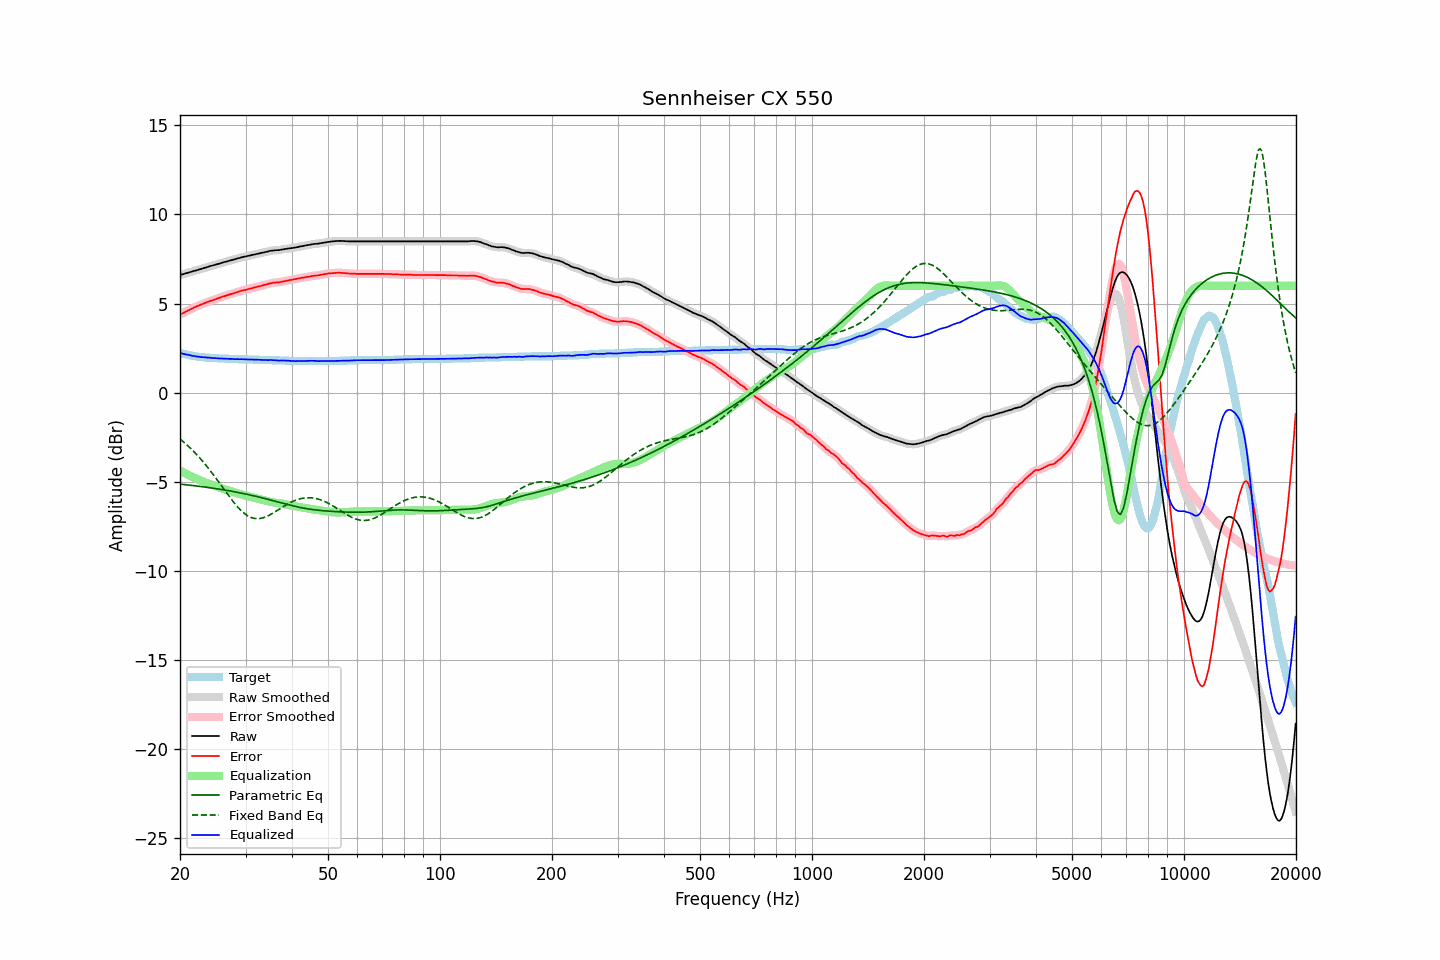 Sennheiser CX 550
Amplitude (dBr)
15
10
5
0
−5
−10
−15
−20
−25
Target
Raw Smoothed
Error Smoothed
Raw
Error
Equalization
Parametric Eq
Fixed Band Eq
Equalized
20 50 100 200 500 1000 2000 5000 10000 20000
Frequency (Hz)